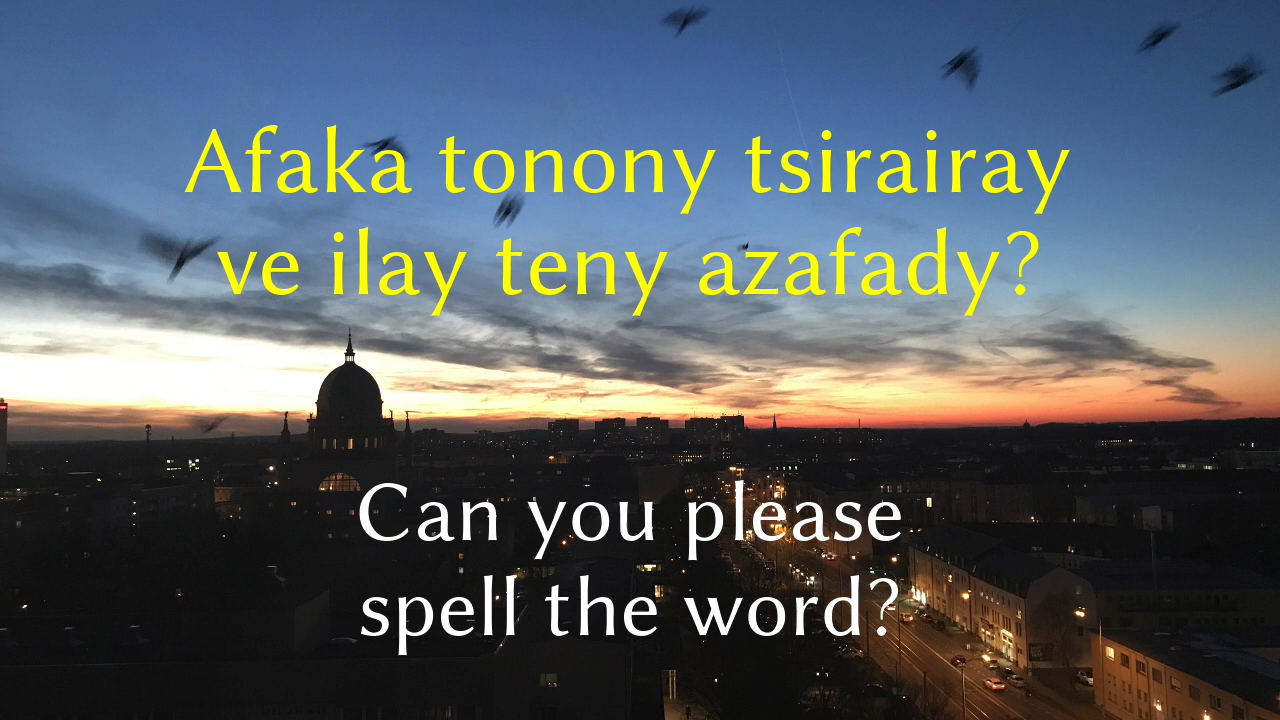 Afaka tonony tsirairay
ve ilay teny azafady?
Can you please
spell the word?